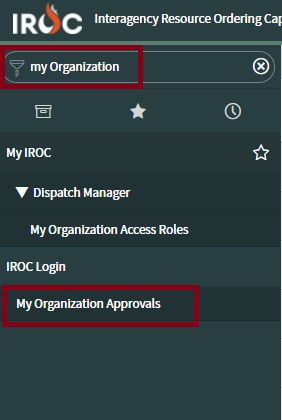 IROC Interagency Resource Ordering Cap
my Organization
My IROC
Dispatch Manager
My Organization Access Roles
IROC Login
My Organization Approvals